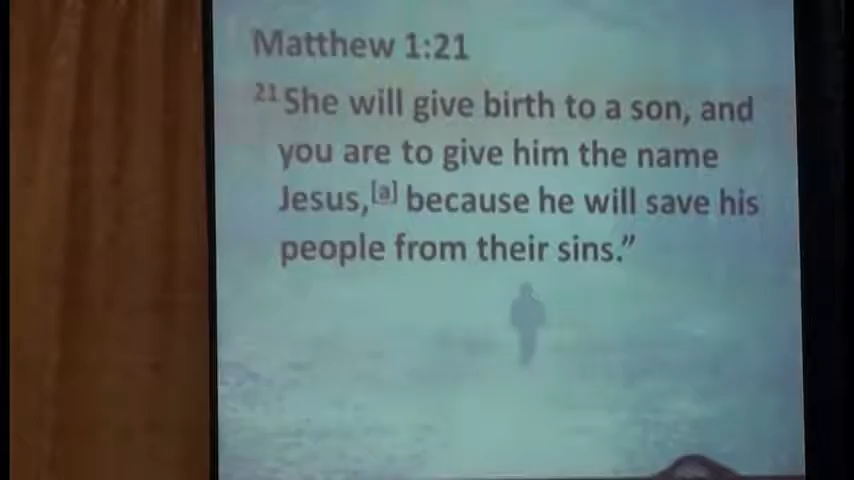 Matthew 1:21
21 She will give birth to a son, and
you are to give him the name
Jesus,[a] because he will save his
people from their sins.”